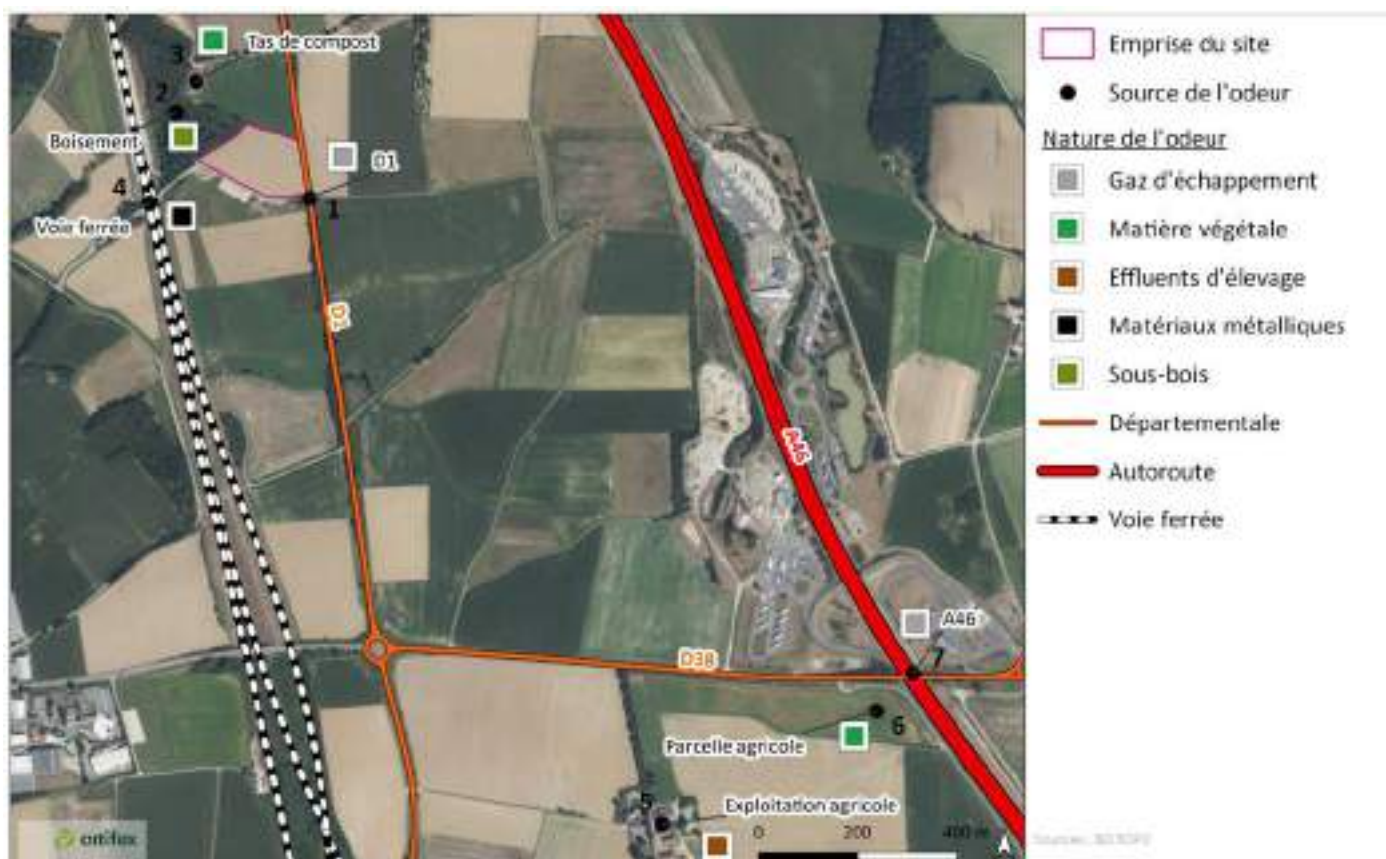 Tas de compost
3
2
Boisement
D1
4
1
Voie ferrée
D1
A46
A46
7
D38
6
Parcelle agricole
5
Exploitation agricole
0 200 400 m
artifex
Emprise du site
Source de l'odeur
Nature de l'odeur
Gaz d'échappement
Matière végétale
Effluents d'élevage
Matériaux métalliques
Sous-bois
Départementale
Autoroute
Voie ferrée